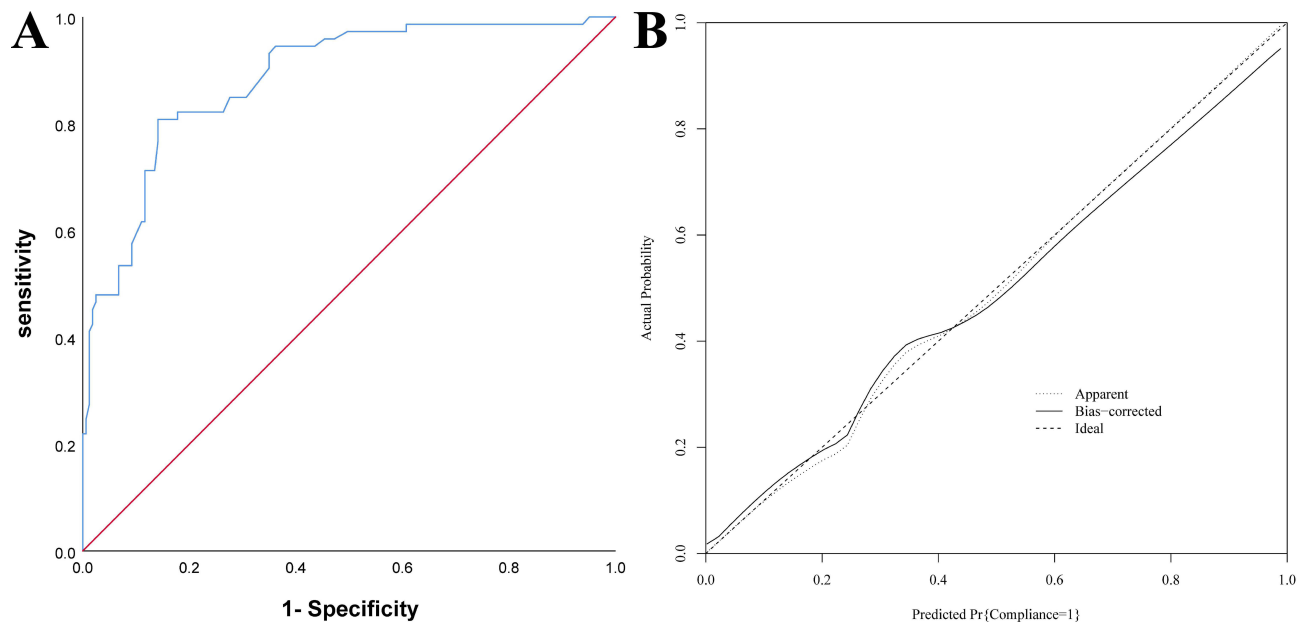 A
1.0
0.8
0.6
0.4
0.2
0.0
sensitivity
0.0 0.2 0.4 0.6 0.8 1.0
1- Specificity
B
1.0
0.8
0.6
0.4
0.2
0.0
Actual Probability
Apparent
Bias-corrected
Ideal
0.0 0.2 0.4 0.6 0.8 1.0
Predicted Pr{Compliance=1}